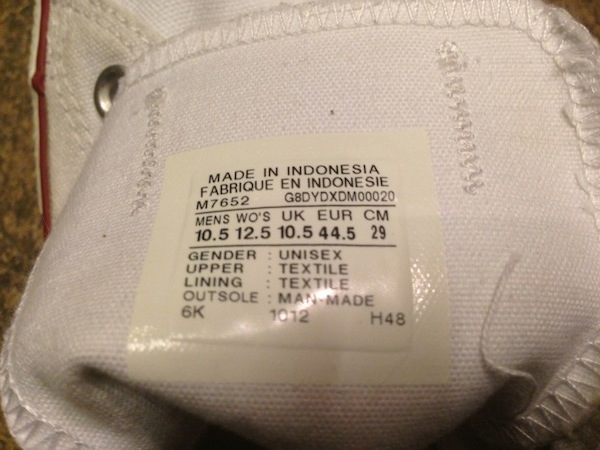 MADE IN INDONESIA
FABRIQUE EN INDONESIE
M7652 G8DYDXDM00020
MENS WO'S UK EUR CM
10.5 12.5 10.5 44.5 29
GENDER : UNISEX
UPPER : TEXTILE
LINING : TEXTILE
OUTSOLE : MAN-MADE
6K 1012 H48